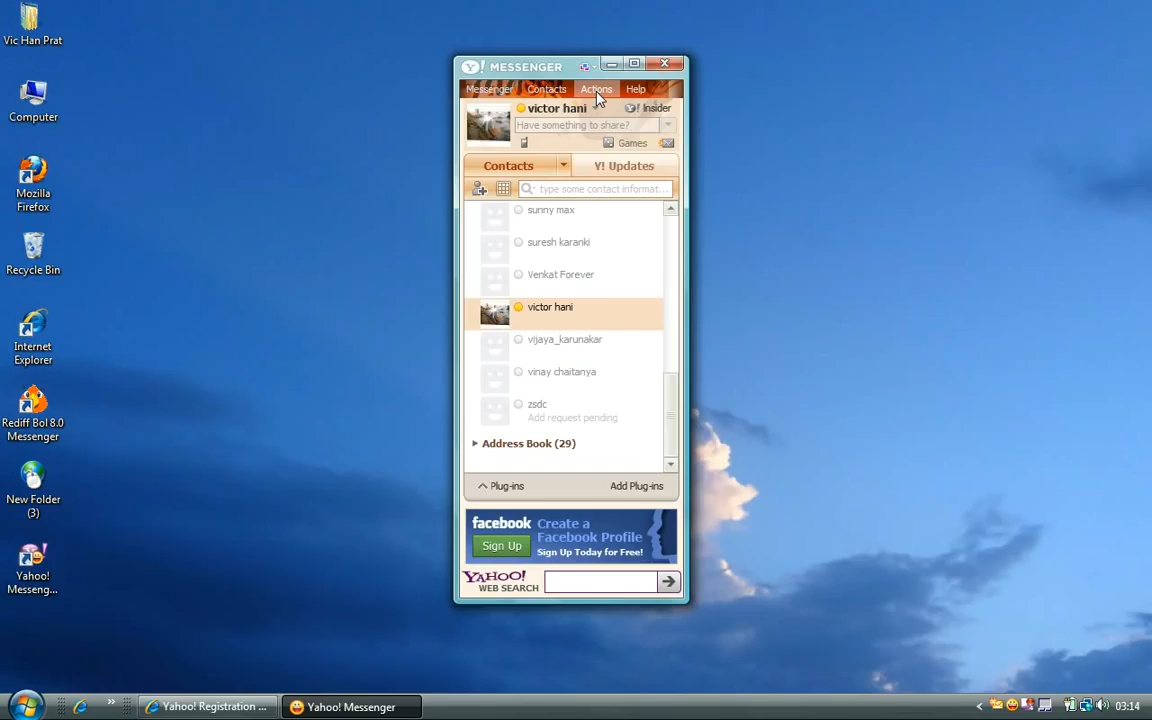 Vic Han Prat
Computer
Mozilla
Firefox
Recycle Bin
Internet
Explorer
Rediff Bol 8.0
Messenger
New Folder
(3)
Yahoo!
Messeng...
Y! MESSENGER
Messenger Contacts Actions Help
victor hani Y! Insider
Have something to share?
Games
Contacts Y! Updates
type some contact informat...
sunny max
suresh karanki
Venkat Forever
victor hani
vijaya_karunakar
vinay chaitanya
zsdc
Add request pending
Address Book (29)
Plug-ins Add Plug-ins
facebook Create a
Facebook Profile
Sign Up Sign Up Today for Free!
YAHOO!
WEB SEARCH
Yahoo! Registration ... Yahoo! Messenger 03:14